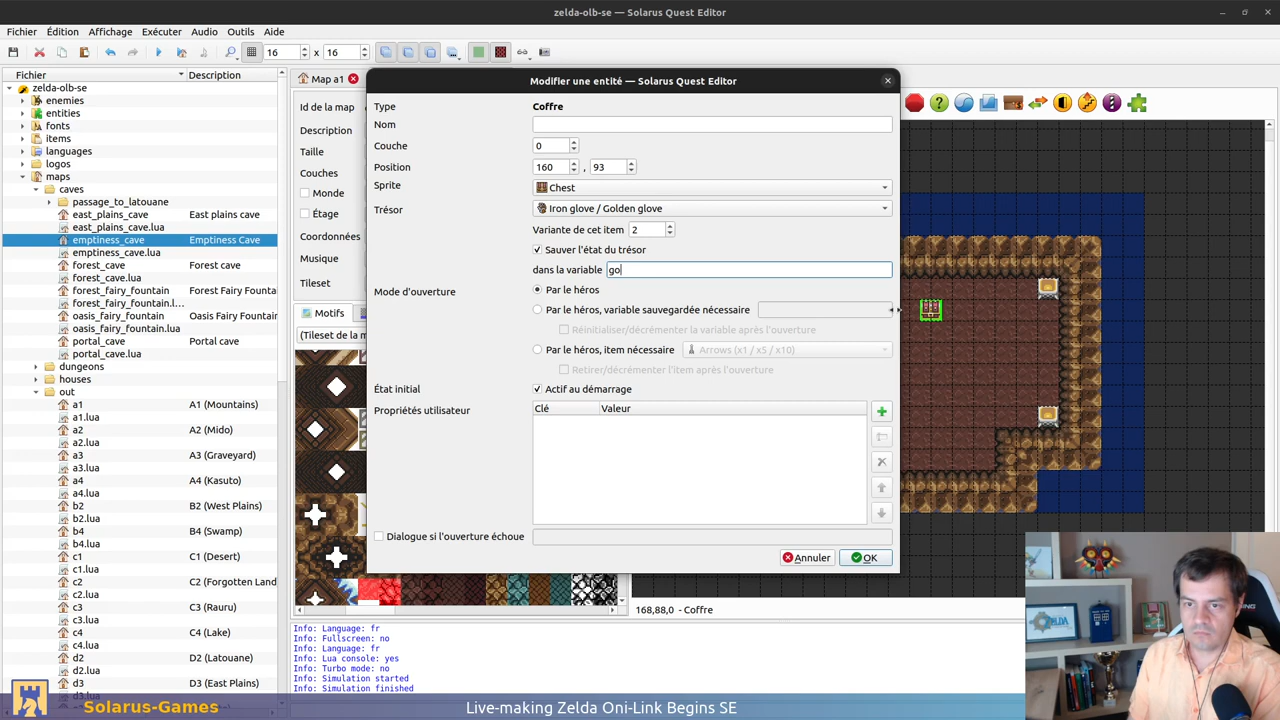 zelda-olb-se — Solarus Quest Editor
Fichier Édition Affichage Exécuter Audio Outils Aide
16 x 16
Fichier Description
zelda-olb-se
enemies
entities
fonts
items
languages
logos
maps
caves
passage_to_latouane
east_plains_cave East plains cave
east_plains_cave.lua
emptiness_cave Emptiness Cave
emptiness_cave.lua
forest_cave Forest cave
forest_cave.lua
forest_fairy_fountain Forest Fairy Fountain
forest_fairy_fountain.l...
oasis_fairy_fountain Oasis Fairy Fountain
oasis_fairy_fountain.lua
portal_cave Portal cave
portal_cave.lua
dungeons
houses
out
a1 A1 (Mountains)
a1.lua
a2 A2 (Mido)
a2.lua
a3 A3 (Graveyard)
a3.lua
a4 A4 (Kasuto)
a4.lua
b2 B2 (West Plains)
b2.lua
b4 B4 (Swamp)
b4.lua
c1 C1 (Desert)
c1.lua
c2 C2 (Forgotten Land
c2.lua
c3 C3 (Rauru)
c3.lua
c4 C4 (Lake)
c4.lua
d2 D2 (Latouane)
d2.lua
d3 D3 (East Plains)
Map a1
Id de la map
Description
Taille
Couches
Monde
Étage
Coordonnées
Musique
Tileset
Motifs
(Tileset de la m
Modifier une entité — Solarus Quest Editor
Type Coffre
Nom
Couche 0
Position 160 , 93
Sprite Chest
Trésor Iron glove / Golden glove
Variante de cet item 2
Sauver l'état du trésor
dans la variable go
Mode d'ouverture Par le héros
Par le héros, variable sauvegardée nécessaire
Réinitialiser/décrémenter la variable après l'ouverture
Par le héros, item nécessaire Arrows (x1 / x5 / x10)
Retirer/décrémenter l'item après l'ouverture
État initial Actif au démarrage
Propriétés utilisateur Clé Valeur
Dialogue si l'ouverture échoue
Annuler OK
168,88,0 - Coffre
Info: Language: fr
Info: Fullscreen: no
Info: Language: fr
Info: Lua console: yes
Info: Turbo mode: no
Info: Simulation started
Info: Simulation finished
Solarus-Games Live-making Zelda Oni-Link Begins SE